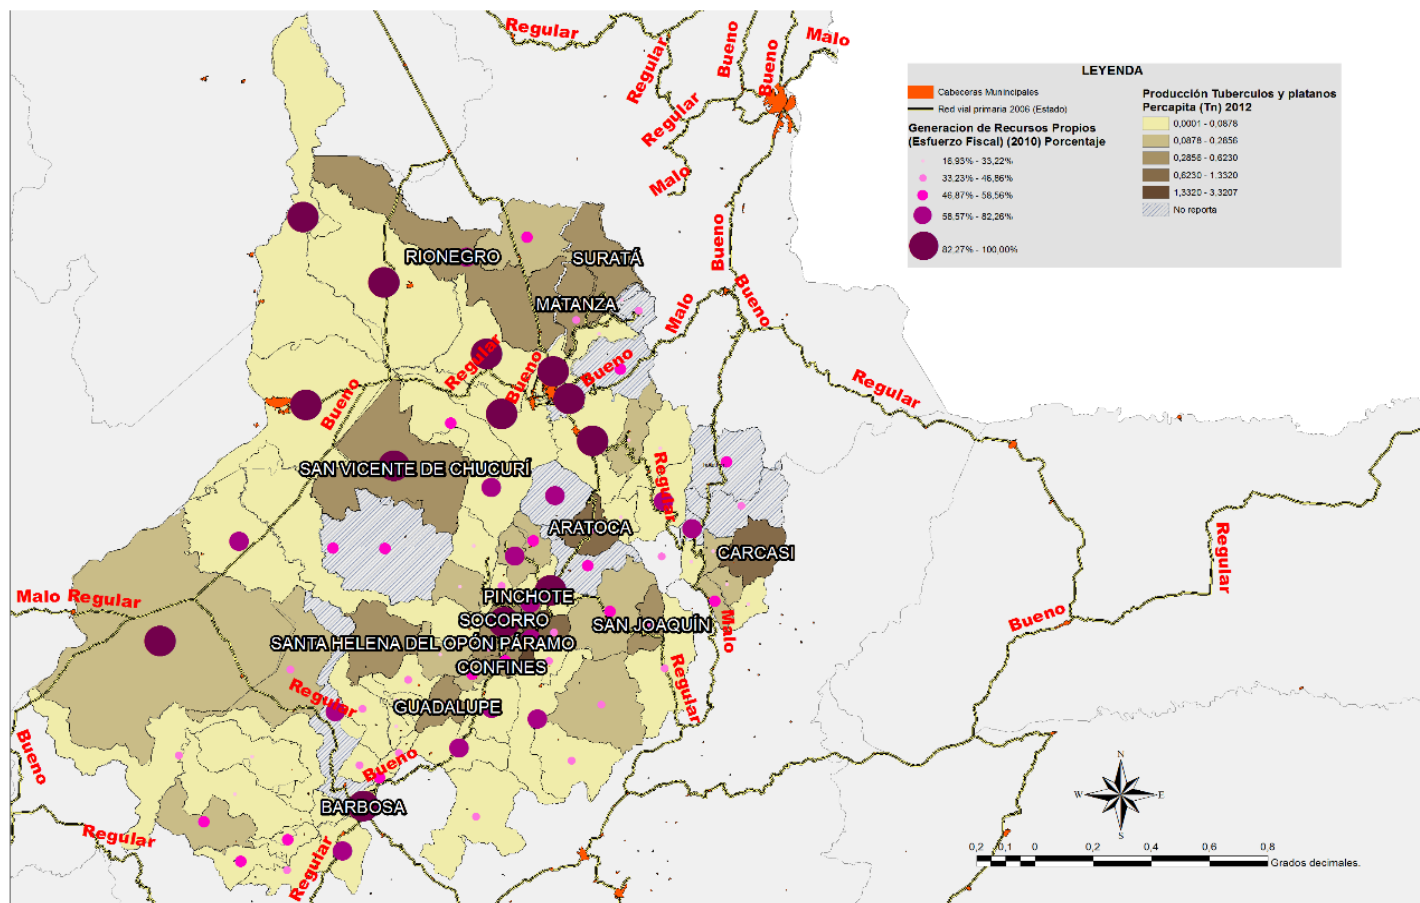 Regular
Regular
Bueno
Bueno
Malo
Regular
Malo
LEYENDA
Cabeceras Munincipales
Red vial primaria 2006 (Estado)
Generacion de Recursos Propios
(Esfuerzo Fiscal) (2010) Porcentaje
16,93% - 33,22%
33,23% - 46,86%
46,87% - 58,56%
58,57% - 82,26%
82,27% - 100,00%
Producción Tuberculos y platanos
Percapita (Tn) 2012
0,0001 - 0,0878
0,0878 - 0,2856
0,2856 - 0,6230
0,6230 - 1,3320
1,3320 - 3,3207
No reporta
Bueno
RIONEGRO
SURATÁ
MATANZA
Malo
Bueno
Regular
Bueno
Bueno
Bueno
Regular
SAN VICENTE DE CHUCURÍ
Regular
ARATOCA
CARCASI
Regular
Malo Regular
PINCHOTE
SOCORRO
SAN JOAQUÍN
Malo
Bueno
SANTA HELENA DEL OPÓN PÁRAMO
CONFINES
Regular
Regular
GUADALUPE
Bueno
Bueno
BARBOSA
Regular
Regular
N
W
E
S
0,2 0,1 0 0,2 0,4 0,6 0,8
Grados decimales.